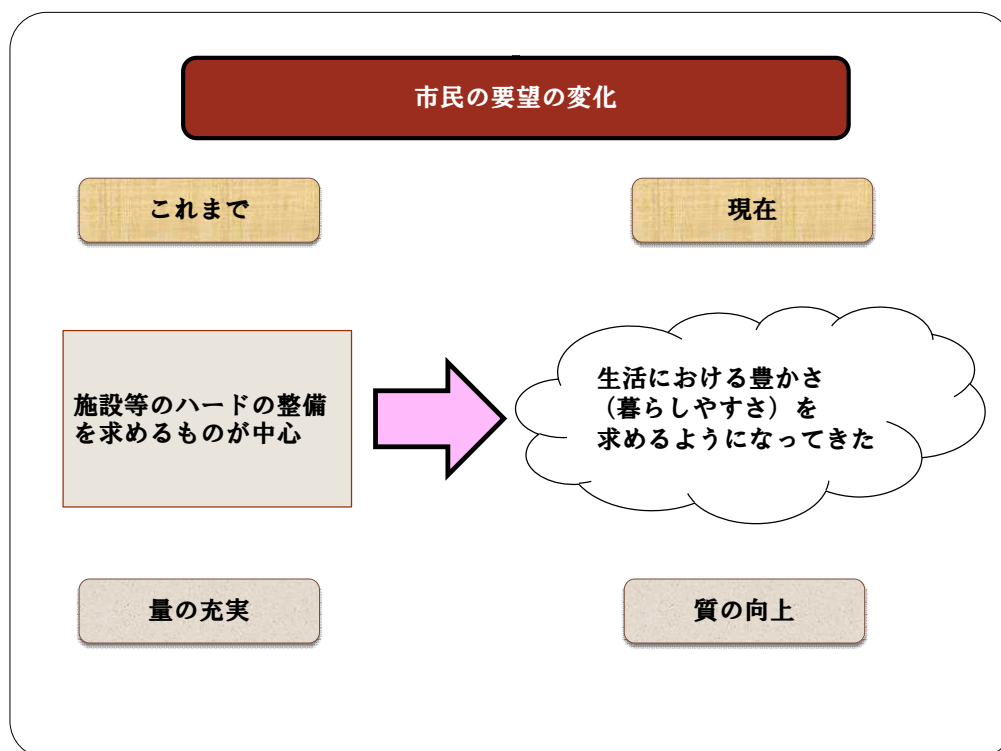 市民の要望の変化
これまで
現在
施設等のハードの整備
を求めるものが中心
生活における豊かさ
（暮らしやすさ）を
求めるようになってきた
量の充実
質の向上